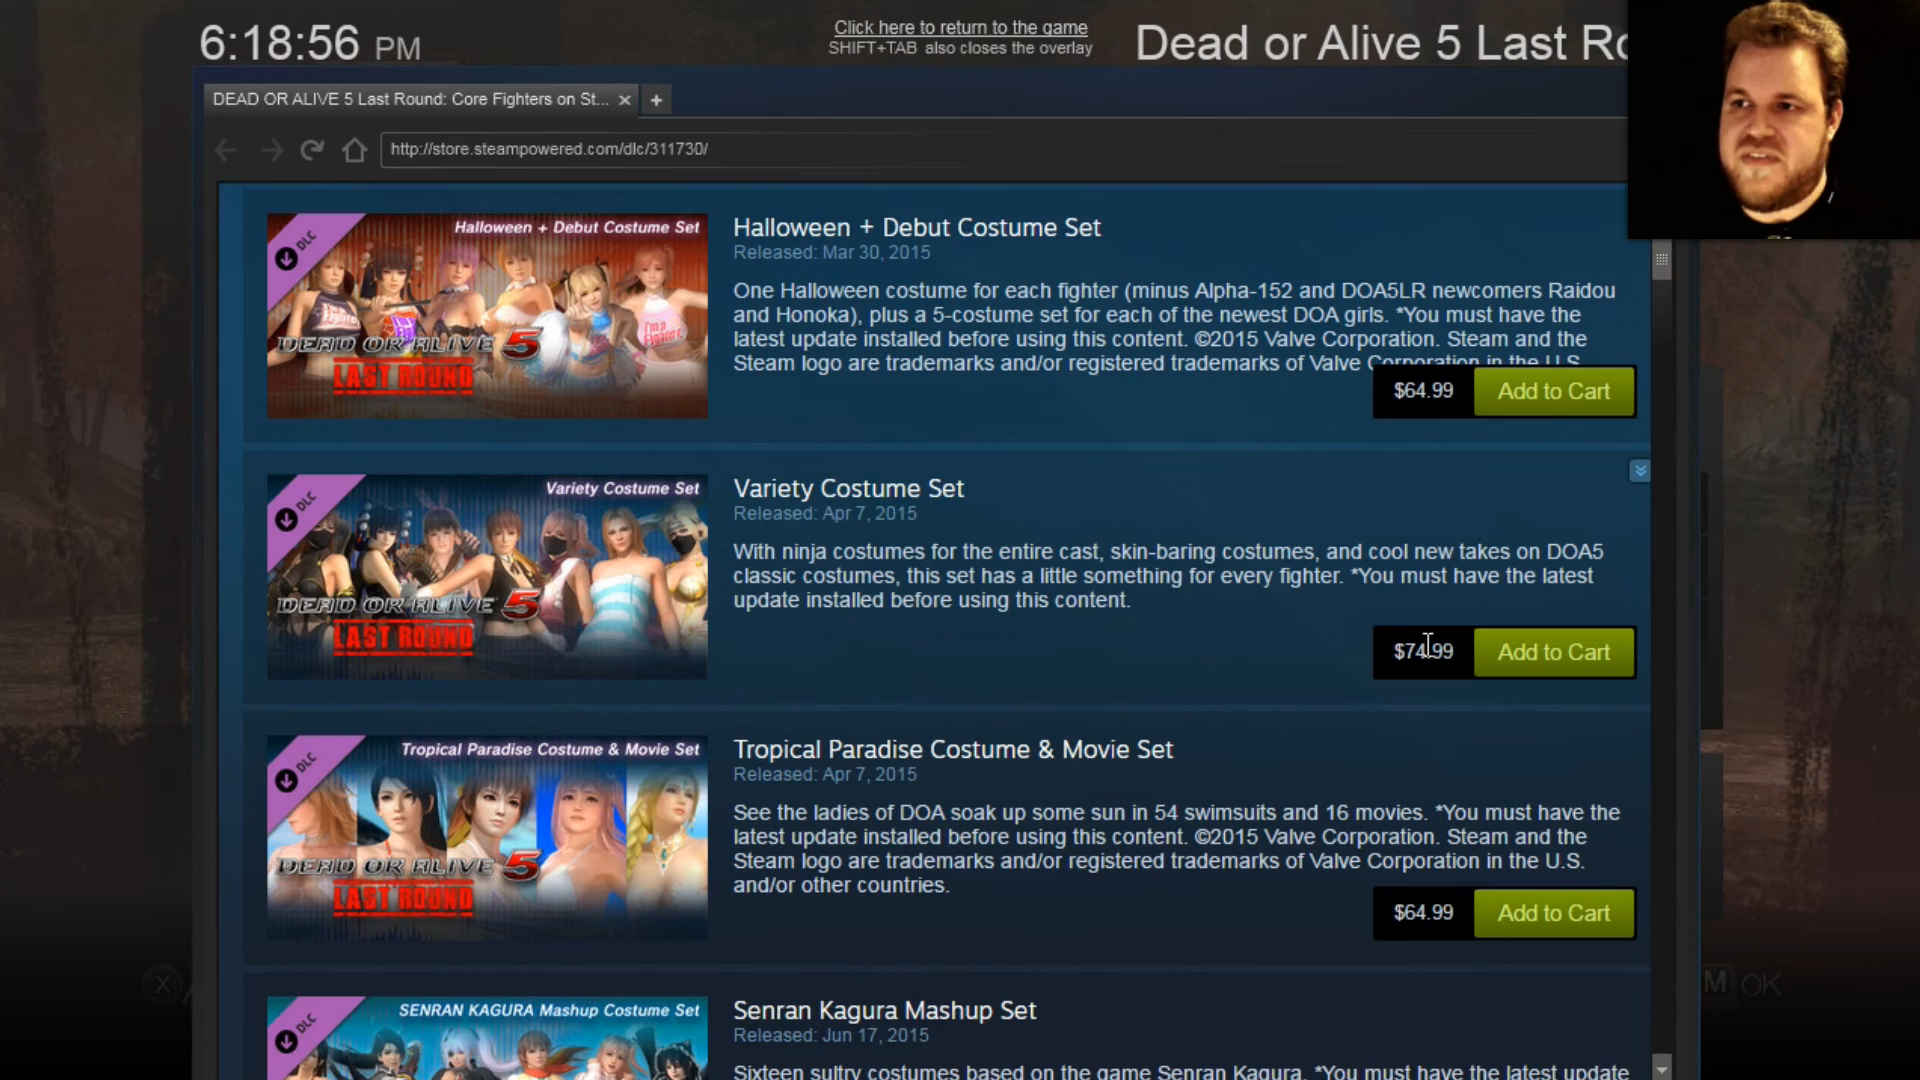 6:18:56 PM
Click here to return to the game
SHIFT+TAB also closes the overlay
Dead or Alive 5 Last Ro
DEAD OR ALIVE 5 Last Round: Core Fighters on St...
http://store.steampowered.com/dlc/311730/
DLC
Halloween + Debut Costume Set
DEAD OR ALIVE 5
LAST ROUND
Halloween + Debut Costume Set
Released: Mar 30, 2015
One Halloween costume for each fighter (minus Alpha-152 and DOA5LR newcomers Raidou
and Honoka), plus a 5-costume set for each of the newest DOA girls. *You must have the
latest update installed before using this content. ©2015 Valve Corporation. Steam and the
Steam logo are trademarks and/or registered trademarks of Valve Corporation in the U.S.
$64.99
Add to Cart
DLC
Variety Costume Set
DEAD OR ALIVE 5
LAST ROUND
Variety Costume Set
Released: Apr 7, 2015
With ninja costumes for the entire cast, skin-baring costumes, and cool new takes on DOA5
classic costumes, this set has a little something for every fighter. *You must have the latest
update installed before using this content.
$74.99
Add to Cart
DLC
Tropical Paradise Costume & Movie Set
DEAD OR ALIVE 5
LAST ROUND
Tropical Paradise Costume & Movie Set
Released: Apr 7, 2015
See the ladies of DOA soak up some sun in 54 swimsuits and 16 movies. *You must have the
latest update installed before using this content. ©2015 Valve Corporation. Steam and the
Steam logo are trademarks and/or registered trademarks of Valve Corporation in the U.S.
and/or other countries.
$64.99
Add to Cart
X
M OK
DLC
SENRAN KAGURA Mashup Costume Set
Senran Kagura Mashup Set
Released: Jun 17, 2015
Sixteen sultry costumes based on the game Senran Kagura. *You must have the latest update